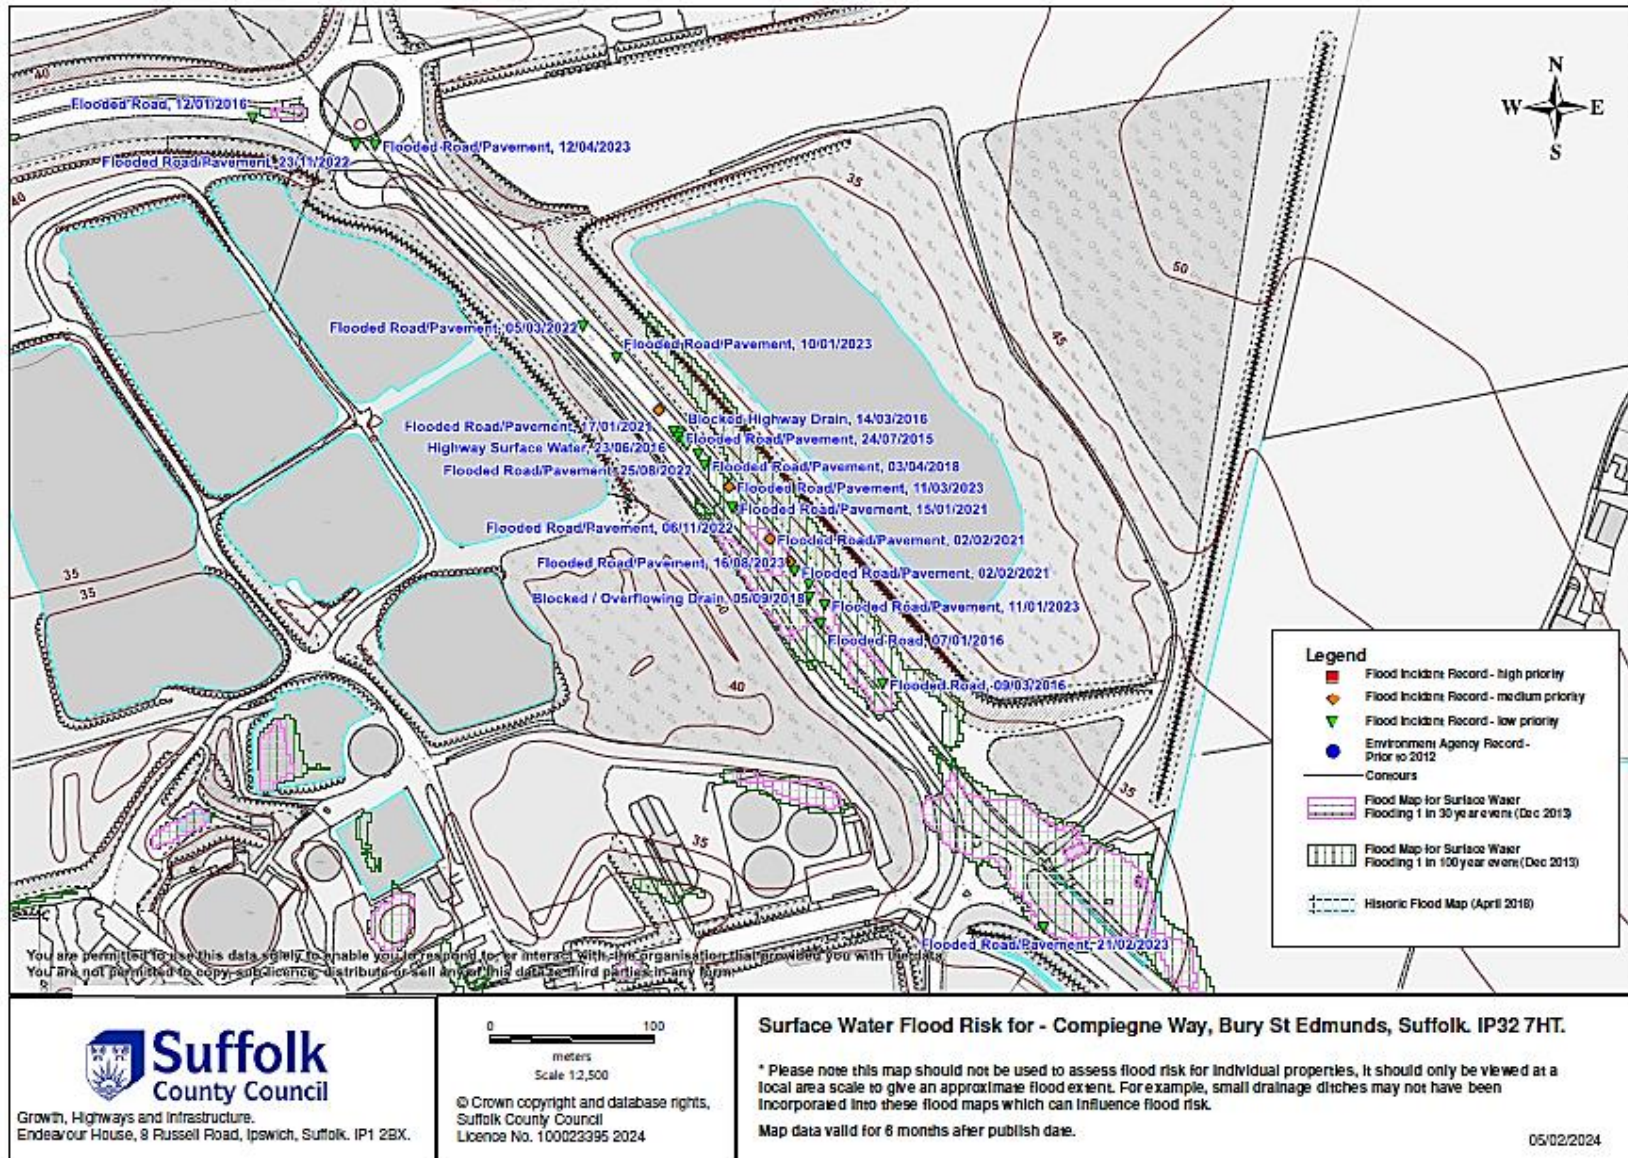 N
W E
S
40
Flooded Road, 12/01/2016
Flooded Road/Pavement, 12/04/2023
Flooded Road/Pavement, 23/11/2022
40
35
50
45
Flooded Road/Pavement, 05/03/2022
Flooded Road/Pavement, 10/01/2023
Blocked Highway Drain, 14/03/2016
Flooded Road/Pavement, 17/01/2021
Flooded Road/Pavement, 24/07/2015
Highway Surface Water, 23/06/2016
Flooded Road/Pavement, 03/04/2018
Flooded Road/Pavement, 25/08/2022
Flooded Road/Pavement, 11/03/2023
Flooded Road/Pavement, 15/01/2021
Flooded Road/Pavement, 06/11/2022
Flooded Road/Pavement, 02/02/2021
Flooded Road/Pavement, 16/08/2023
Flooded Road/Pavement, 02/02/2021
35
35
Blocked / Overflowing Drain, 05/09/2018
Flooded Road/Pavement, 11/01/2023
Flooded Road, 07/01/2016
40
Flooded Road, 09/03/2016
35
35
Flooded Road/Pavement, 21/02/2023
Legend
Flood Incident Record - high priority
Flood Incident Record - medium priority
Flood Incident Record - low priority
Environment Agency Record -
Prior to 2012
Contours
Flood Map for Surface Water
Flooding 1 in 30 year event (Dec 2013)
Flood Map for Surface Water
Flooding 1 in 100 year event (Dec 2013)
Historic Flood Map (April 2018)
You are permitted to use this data solely to enable you to respond to, or interact with the organisation that provided you with the data.
You are not permitted to copy, sub-licence, distribute or sell any of this data to third parties in any form.
Suffolk
County Council
Growth, Highways and Infrastructure.
Endeavour House, 8 Russell Road, Ipswich, Suffolk. IP1 2BX.
0 100
meters
Scale 1:2,500
© Crown copyright and database rights,
Suffolk County Council
Licence No. 100023395 2024
Surface Water Flood Risk for - Compiegne Way, Bury St Edmunds, Suffolk. IP32 7HT.
* Please note this map should not be used to assess flood risk for individual properties, it should only be viewed at a
local area scale to give an approximate flood extent. For example, small drainage ditches may not have been
incorporated into these flood maps which can influence flood risk.
Map data valid for 6 months after publish date.
05/02/2024